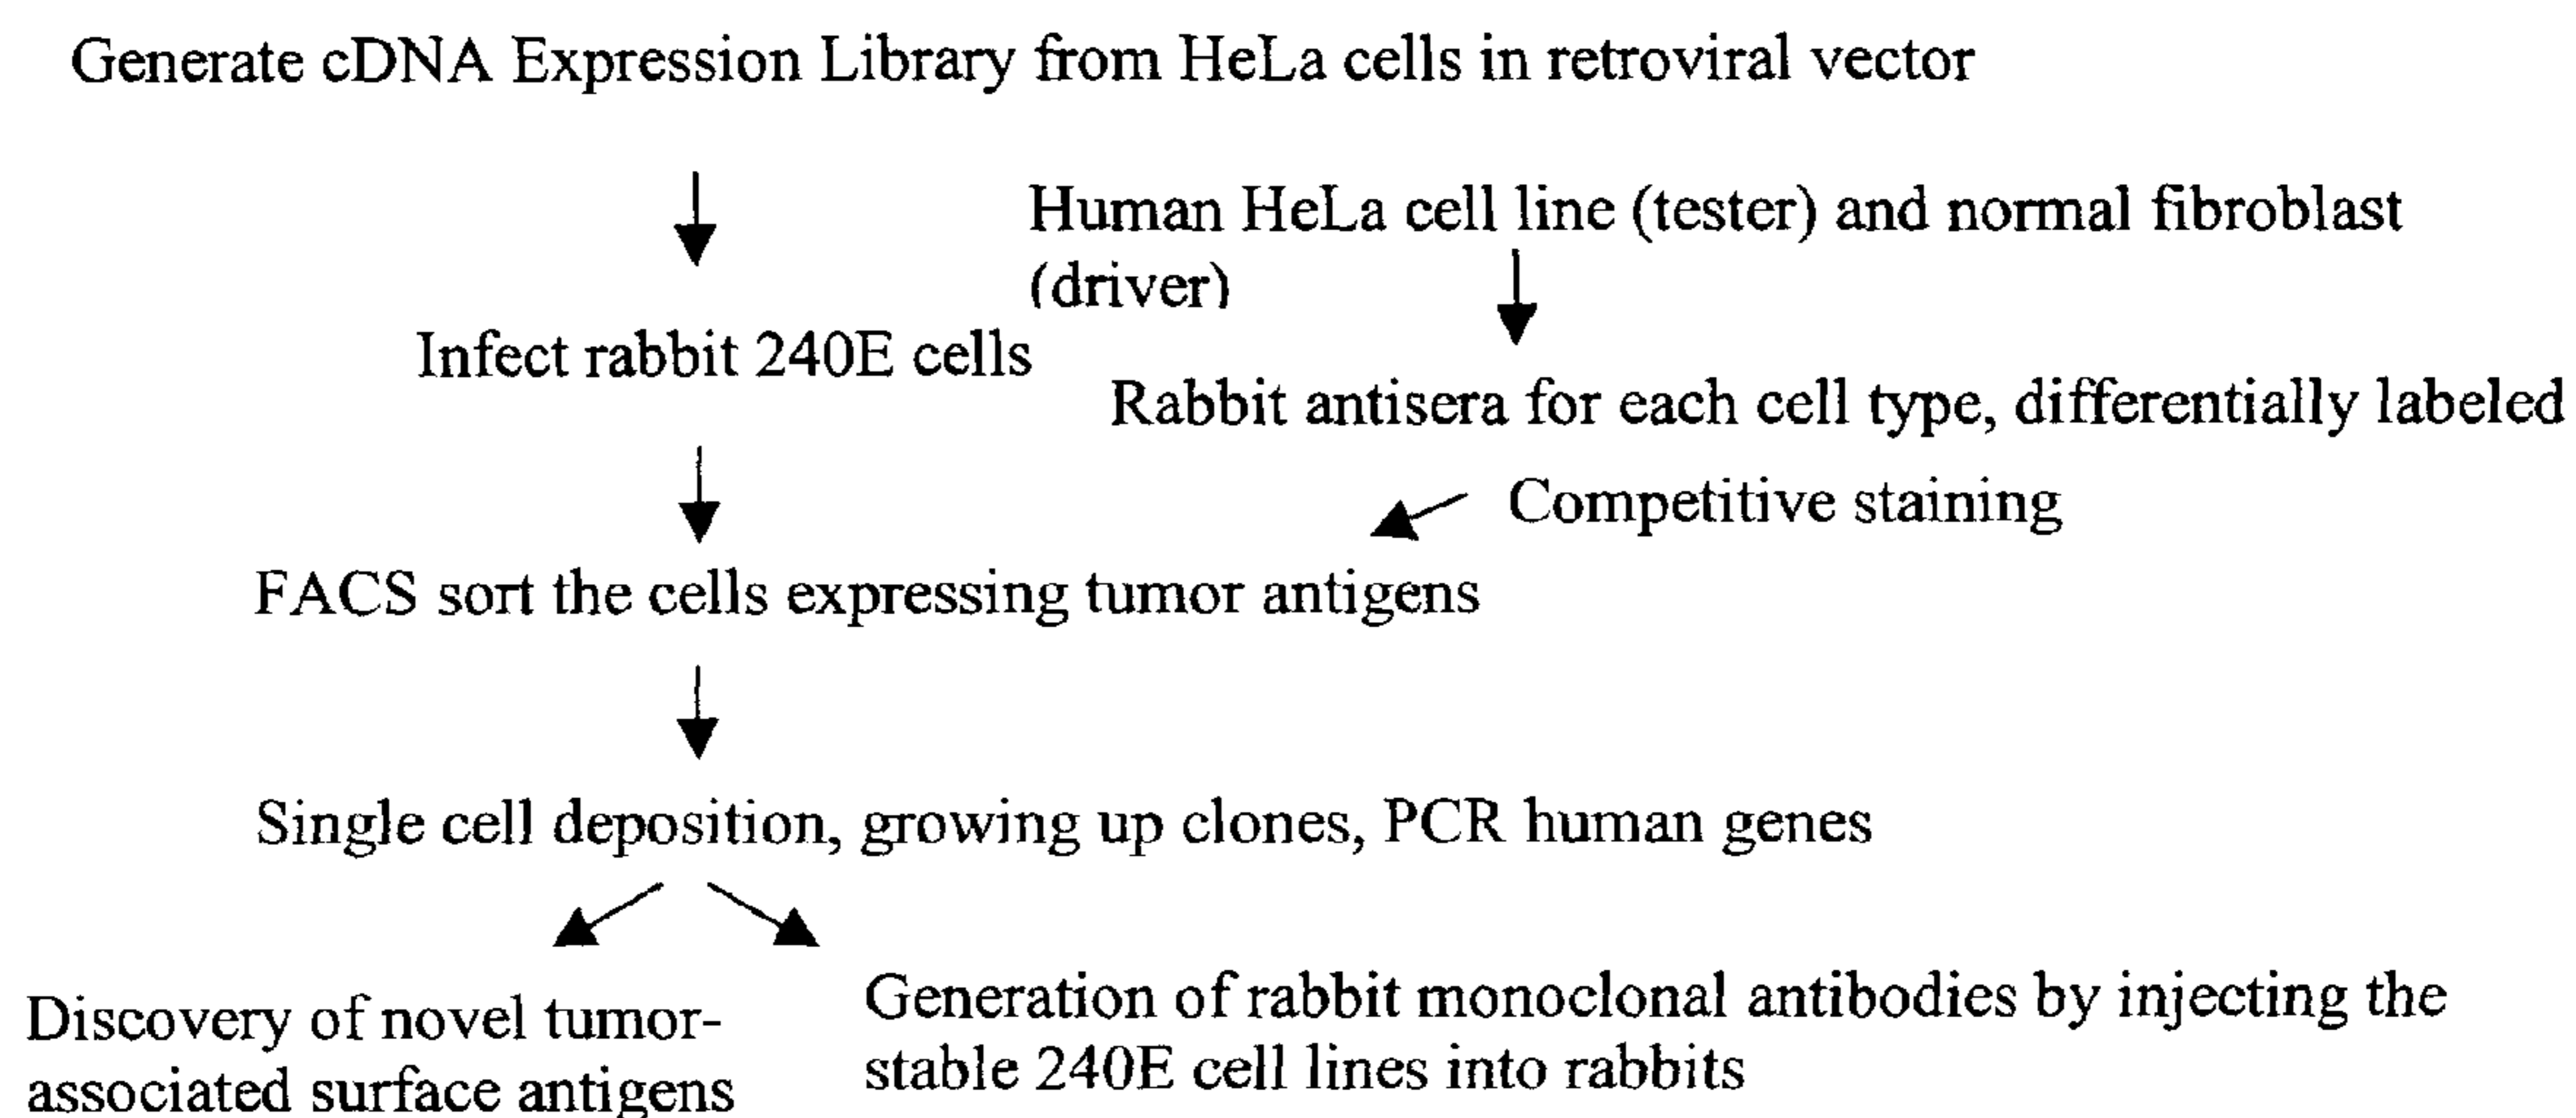 Generate cDNA Expression Library from HeLa cells in retroviral vector
Human HeLa cell line (tester) and normal fibroblast
(driver)
Infect rabbit 240E cells
Rabbit antisera for each cell type, differentially labeled
Competitive staining
FACS sort the cells expressing tumor antigens
Single cell deposition, growing up clones, PCR human genes
Discovery of novel tumor-
associated surface antigens
Generation of rabbit monoclonal antibodies by injecting the
stable 240E cell lines into rabbits